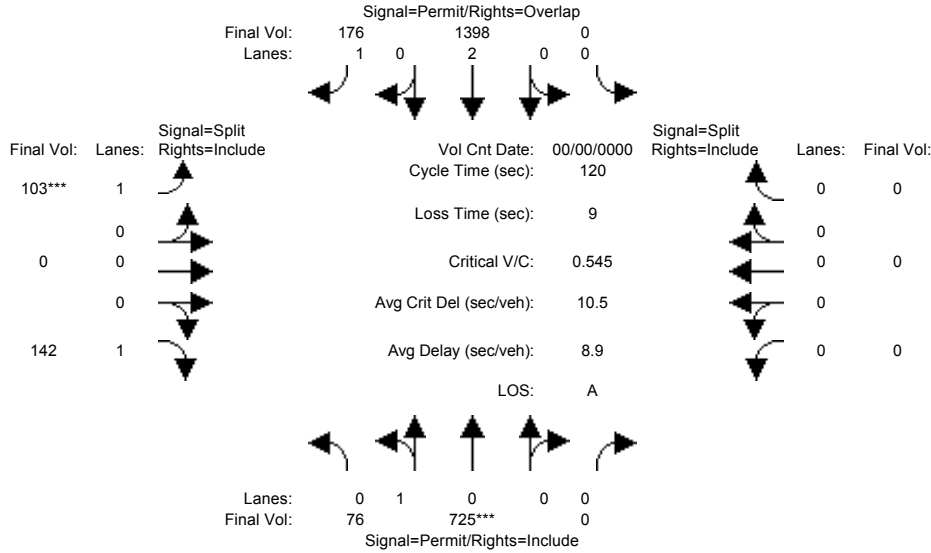 Signal=Permit/Rights=Overlap
Final Vol: 176 1398 0
Lanes: 1 0 2 0 0
Signal=Split
Final Vol: Lanes: Rights=Include
Vol Cnt Date: 00/00/0000
Signal=Split
Rights=Include Lanes: Final Vol:
Cycle Time (sec): 120
103*** 1
0 0
Loss Time (sec): 9
0
0
0 0
Critical V/C: 0.545
0 0
0
Avg Crit Del (sec/veh): 10.5
0
142 1
Avg Delay (sec/veh): 8.9
0 0
LOS: A
Lanes: 0 1 0 0 0
Final Vol: 76 725*** 0
Signal=Permit/Rights=Include